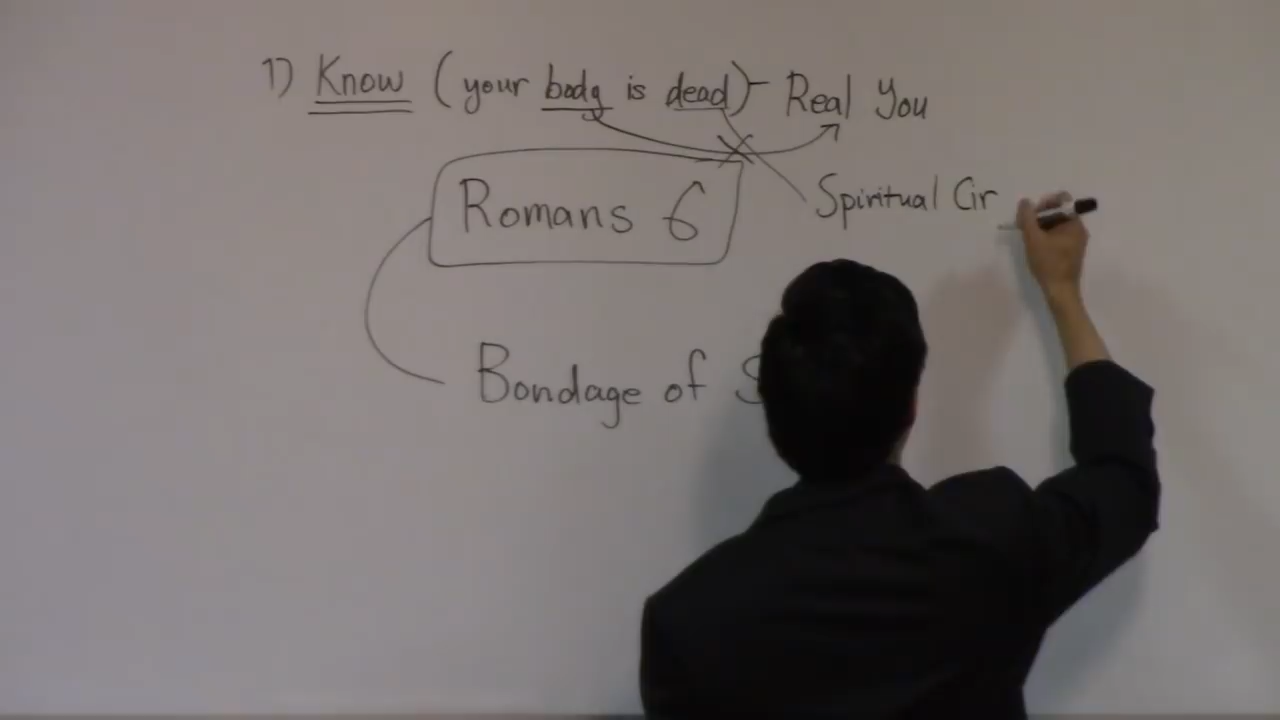 1) Know (your body is dead) - Real You
Spiritual Cir
Romans 6
Bondage of S